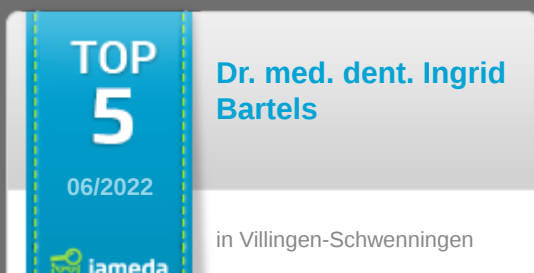 TOP
5
06/2022
jameda
Dr. med. dent. Ingrid
Bartels
in Villingen-Schwenningen